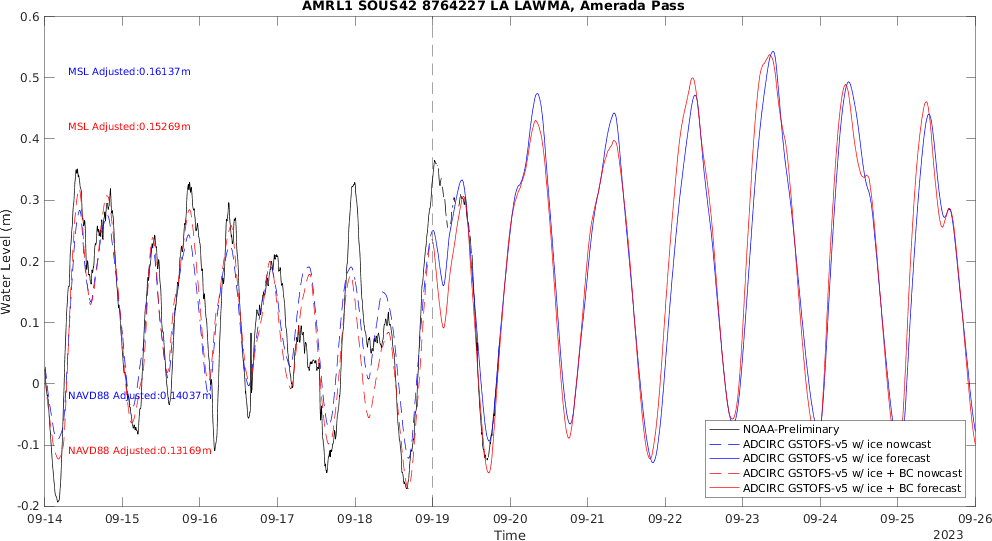 AMRL1 SOUS42 8764227 LA LAWMA, Amerada Pass
0.6
0.5
0.4
0.3
0.2
0.1
0
-0.1
-0.2
Water Level (m)
MSL Adjusted:0.16137m
MSL Adjusted:0.15269m
NAVD88 Adjusted:0.14037m
NAVD88 Adjusted:0.13169m
NOAA-Preliminary
ADCIRC GSTOFS-v5 w/ ice nowcast
ADCIRC GSTOFS-v5 w/ ice forecast
ADCIRC GSTOFS-v5 w/ ice + BC nowcast
ADCIRC GSTOFS-v5 w/ ice + BC forecast
09-14 09-15 09-16 09-17 09-18 09-19 09-20 09-21 09-22 09-23 09-24 09-25 09-26
Time
2023